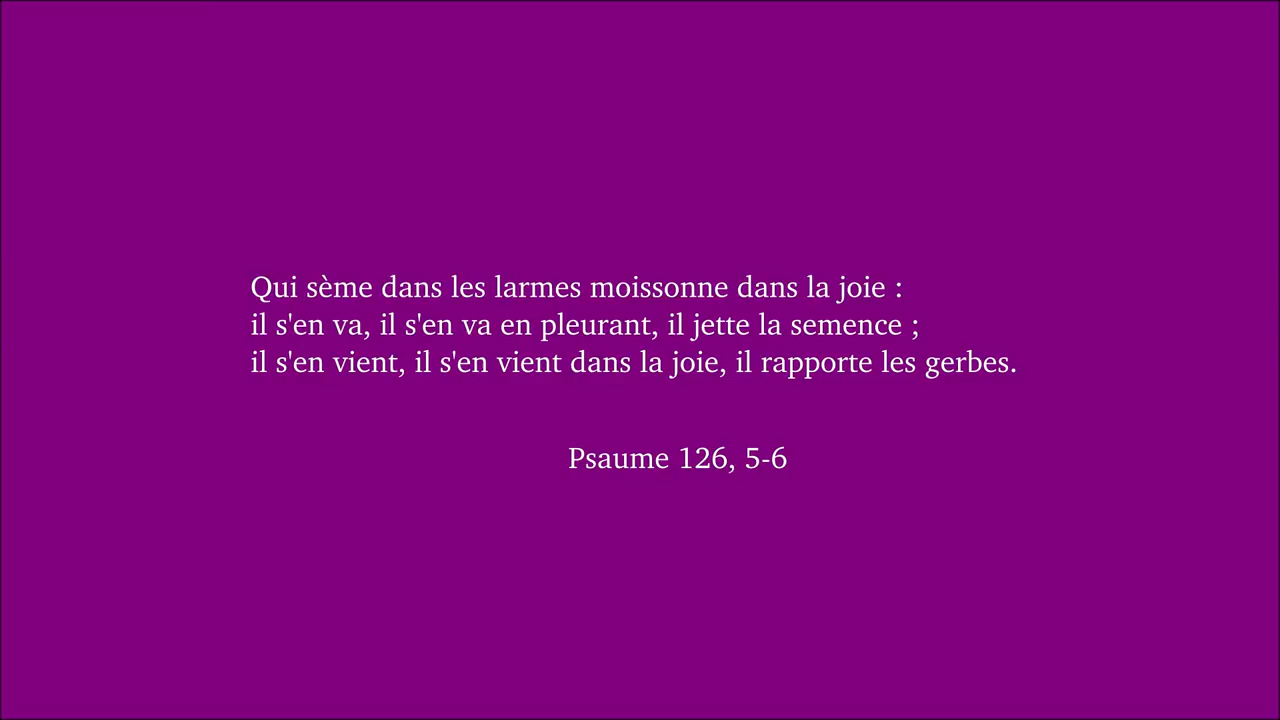 Qui sème dans les larmes moissonne dans la joie :
il s'en va, il s'en va en pleurant, il jette la semence ;
il s'en vient, il s'en vient dans la joie, il rapporte les gerbes.
Psaume 126, 5-6